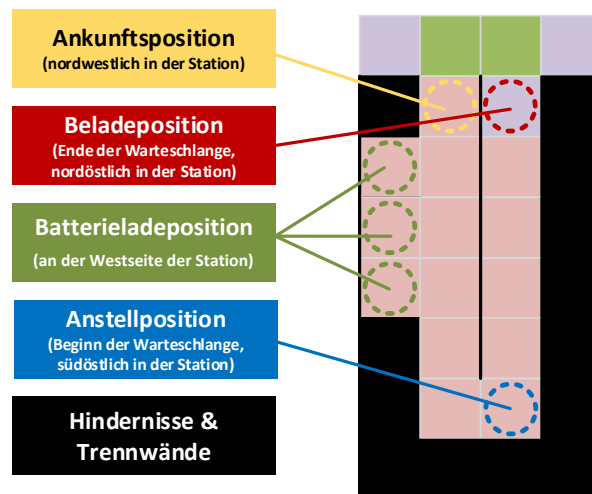 Ankunftsposition
(nordwestlich in der Station)
Beladeposition
(Ende der Warteschlange,
nordöstlich in der Station)
Batterieladeposition
(an der Westseite der Station)
Anstellposition
(Beginn der Warteschlange,
südöstlich in der Station)
Hindernisse &
Trennwände